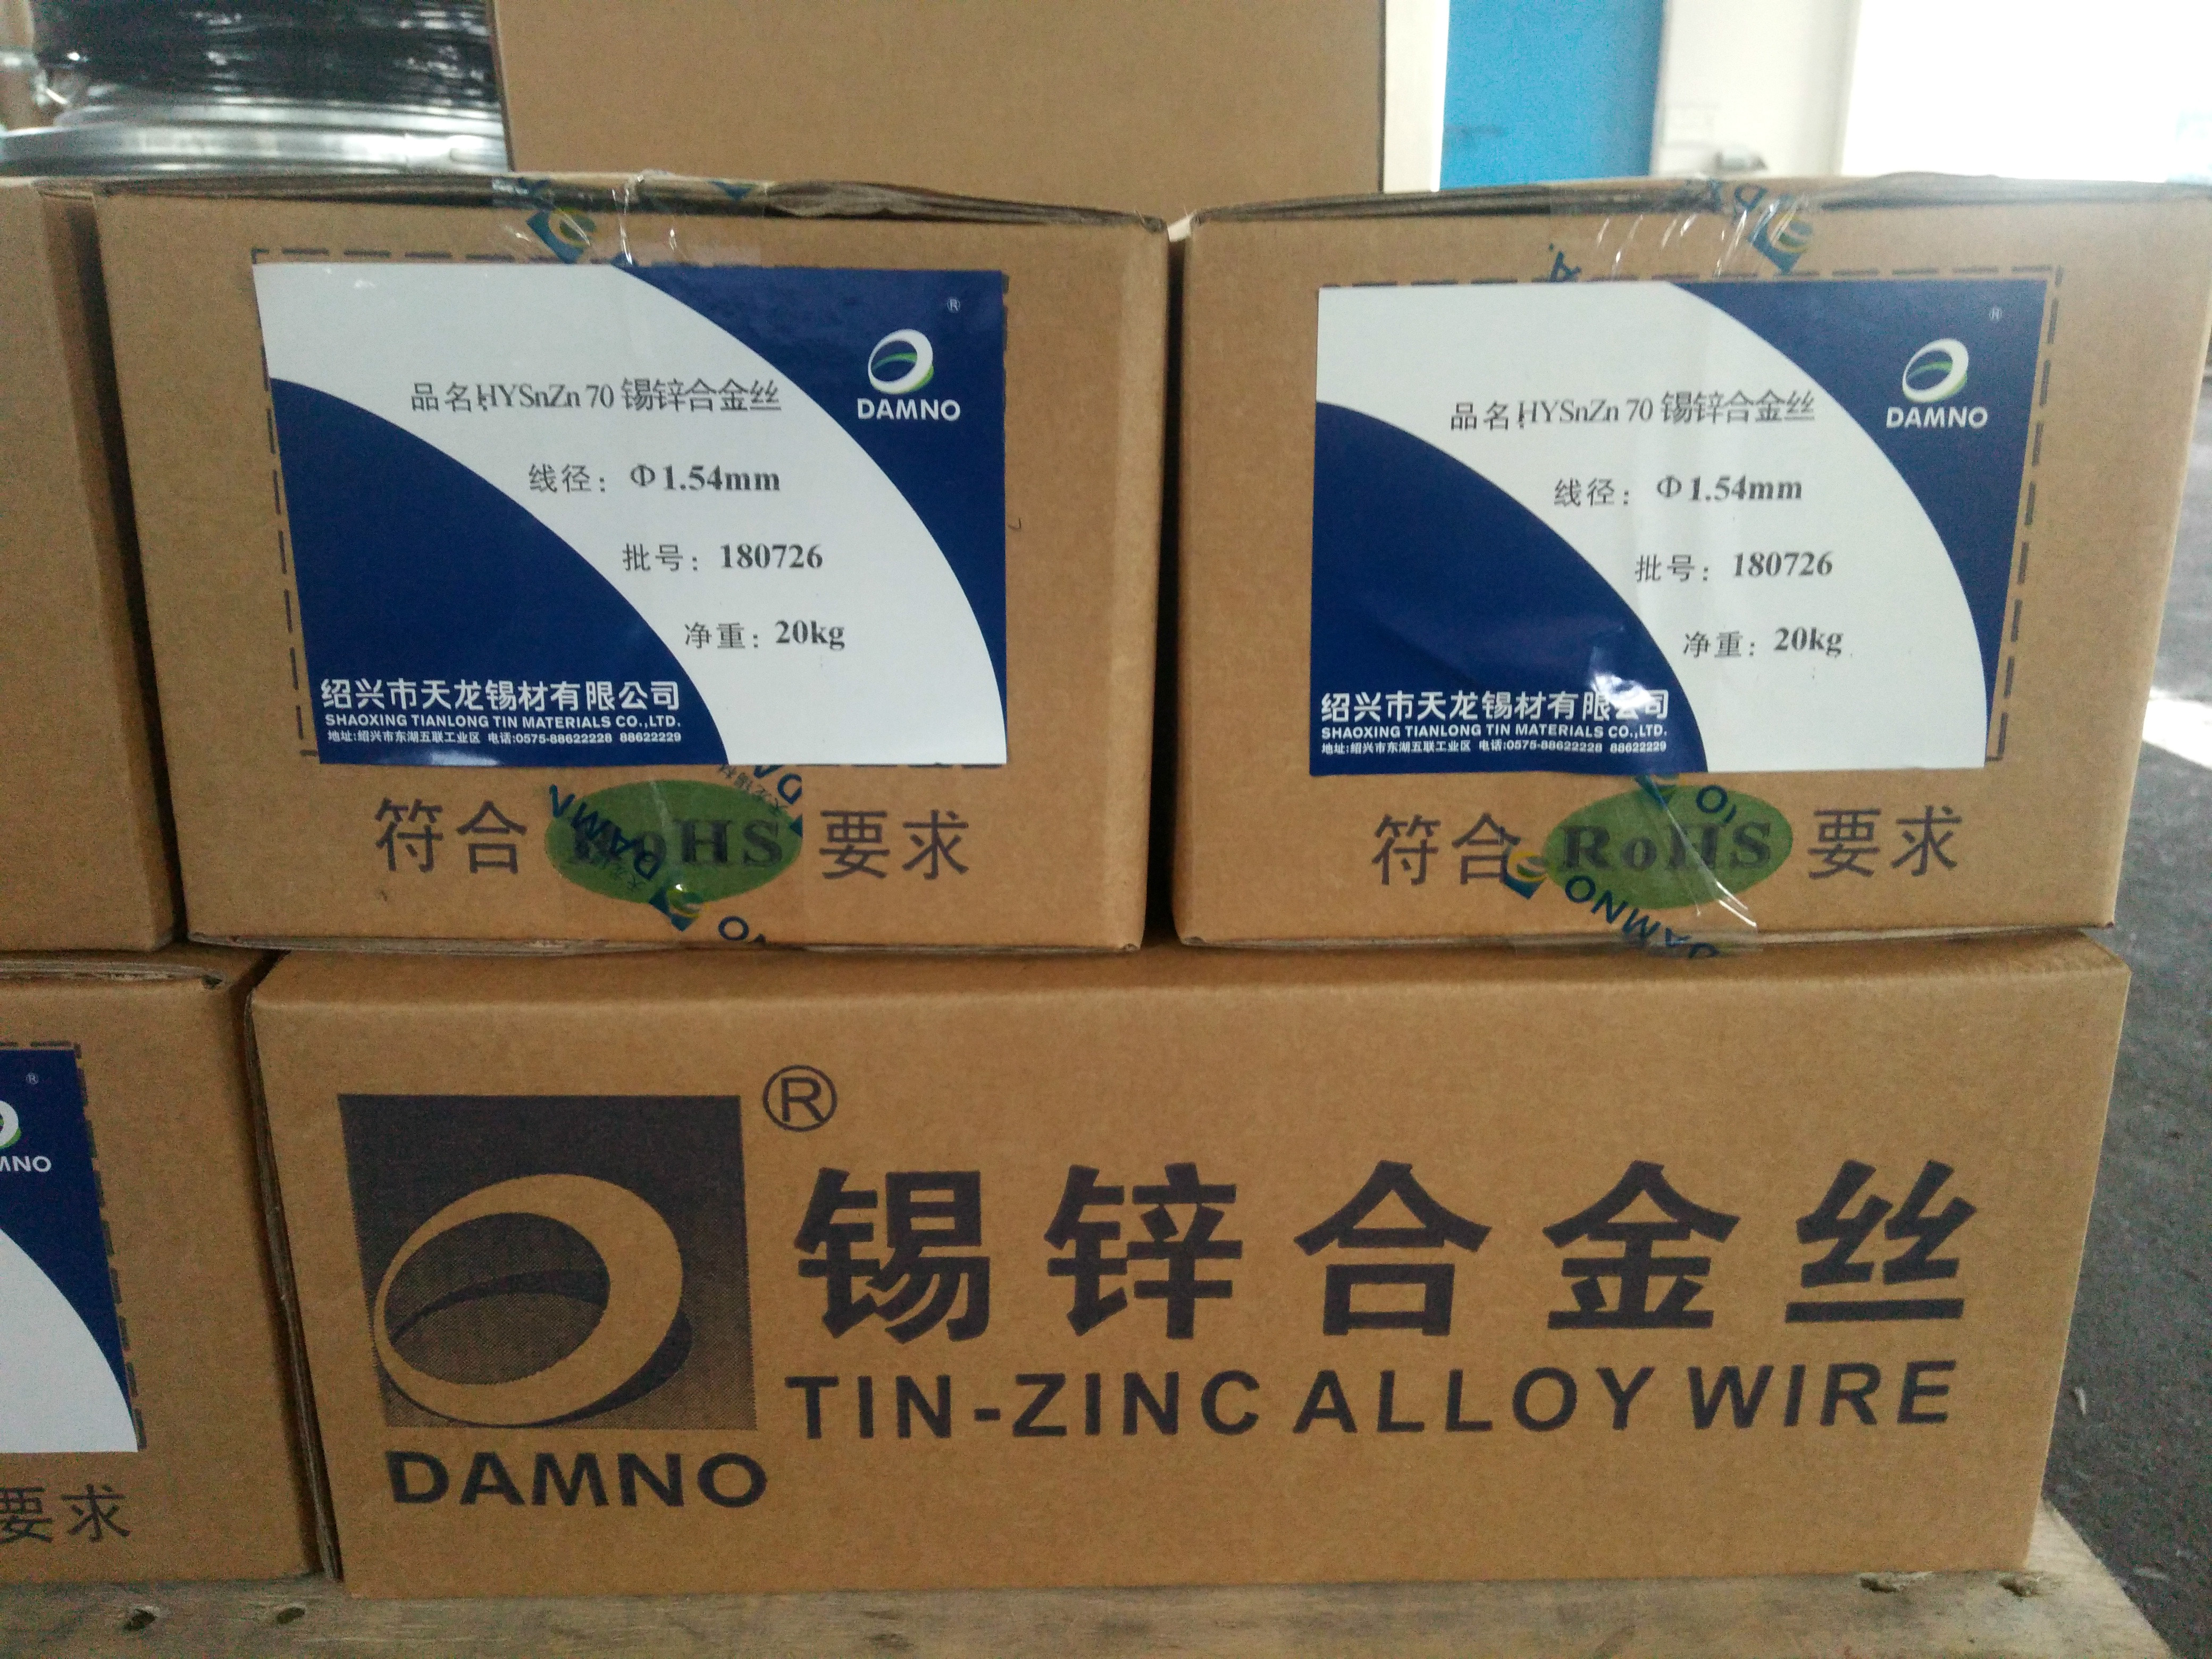 ®
DAMNO
品名:HYSnZn 70 锡锌合金丝
线径: Φ1.54mm
批号: 180726
净重: 20kg
绍兴市天龙锡材有限公司
SHAOXING TIANLONG TIN MATERIALS CO.,LTD.
地址:绍兴市东湖五联工业区 电话:0575-88622228 88622229
符合 RoHS 要求
®
DAMNO
品名:HYSnZn 70 锡锌合金丝
线径: Φ1.54mm
批号: 180726
净重: 20kg
绍兴市天龙锡材有限公司
SHAOXING TIANLONG TIN MATERIALS CO.,LTD.
地址:绍兴市东湖五联工业区 电话:0575-88622228 88622229
符合 RoHS 要求
DAMNO
®
MNO
要求
®
锡锌合金丝
TIN-ZINC ALLOY WIRE
DAMNO